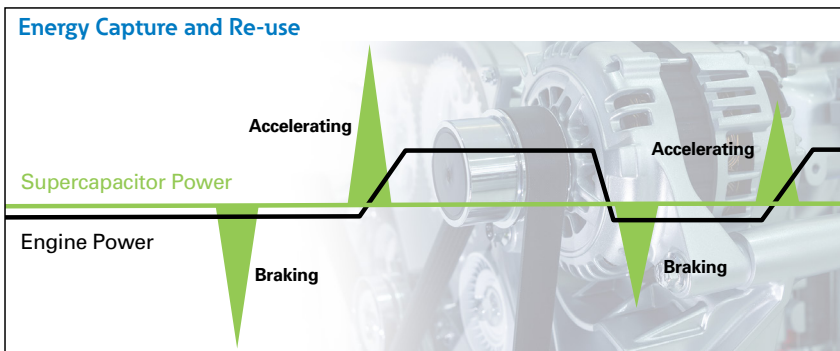 Energy Capture and Re-use
Accelerating
Accelerating
Supercapacitor Power
Engine Power
Braking
Braking